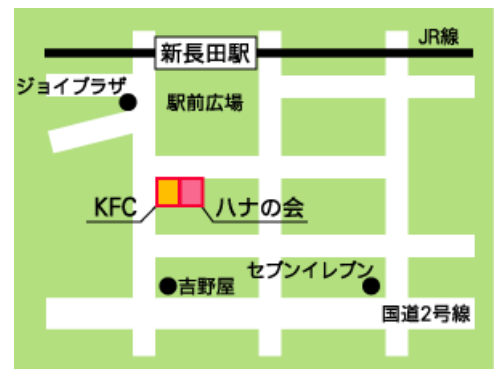 JR線
新長田駅
ジョイプラザ
駅前広場
KFC
ハナの会
セブンイレブン
吉野屋
国道2号線